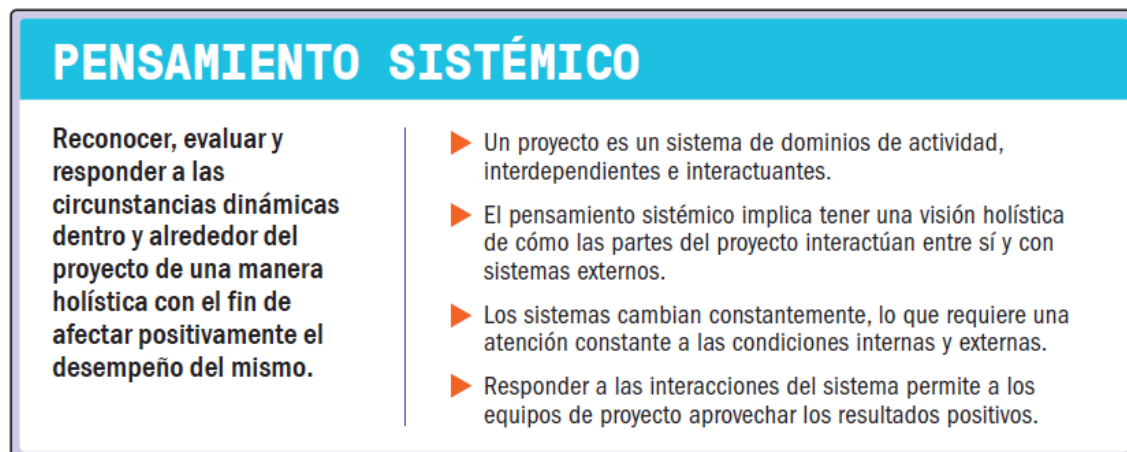 PENSAMIENTO SISTÉMICO
Reconocer, evaluar y
responder a las
circunstancias dinámicas
dentro y alrededor del
proyecto de una manera
holística con el fin de
afectar positivamente el
desempeño del mismo.
Un proyecto es un sistema de dominios de actividad,
interdependientes e interactuantes.
El pensamiento sistémico implica tener una visión holística
de cómo las partes del proyecto interactúan entre sí y con
sistemas externos.
Los sistemas cambian constantemente, lo que requiere una
atención constante a las condiciones internas y externas.
Responder a las interacciones del sistema permite a los
equipos de proyecto aprovechar los resultados positivos.